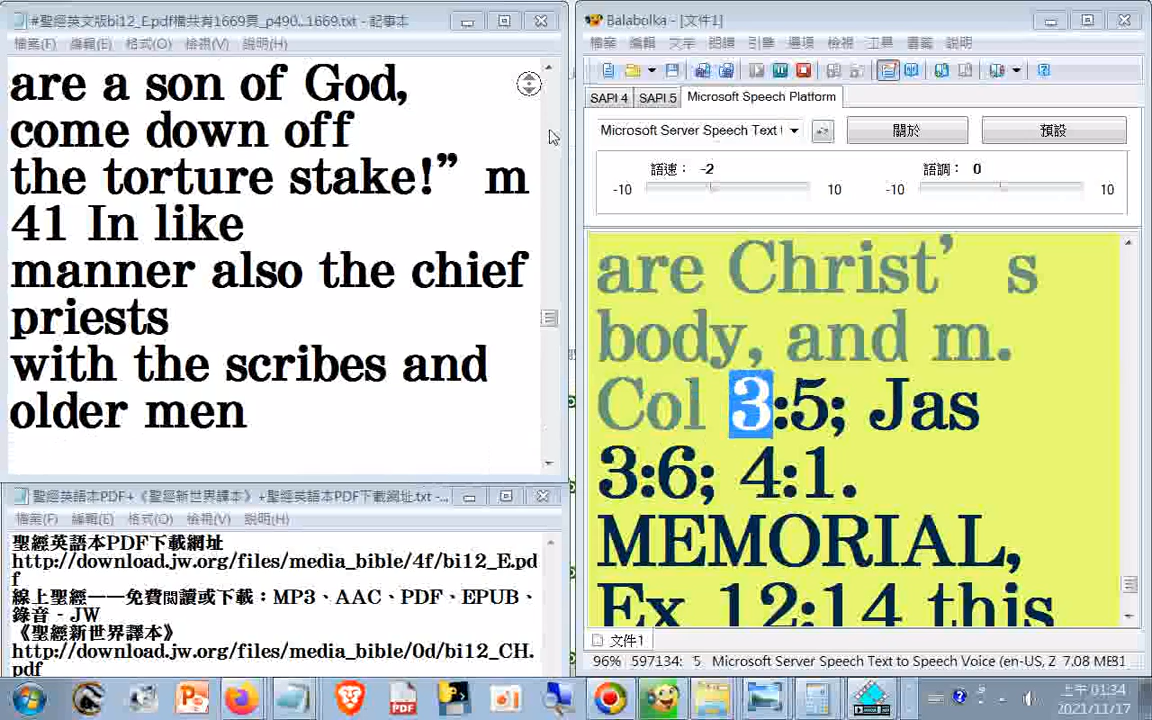 #聖經英文版bi12_E.pdf檔共有1669頁_p490...1669.txt - 記事本
檔案(F) 編輯(E) 格式(O) 檢視(V) 說明(H)
are a son of God,
come down off
the torture stake!” m
41 In like
manner also the chief
priests
with the scribes and
older men
聖經英語本PDF+《聖經新世界譯本》+聖經英語本PDF下載網址.txt - ...
檔案(F) 編輯(E) 格式(O) 檢視(V) 說明(H)
聖經英語本PDF下載網址
http://download.jw.org/files/media_bible/4f/bi12_E.pd
f
線上聖經——免費閱讀或下載：MP3、AAC、PDF、EPUB、
錄音 - JW
《聖經新世界譯本》
http://download.jw.org/files/media_bible/0d/bi12_CH.
pdf
Balabolka - [文件1]
檔案 編輯 文字 朗讀 引擎 選項 檢視 工具 書籤 說明
SAPI 4 SAPI 5 Microsoft Speech Platform
Microsoft Server Speech Text t 關於 預設
語速： -2 語調： 0
-10 10 -10 10
are Christ’s
body, and m.
Col 3:5; Jas
3:6; 4:1.
MEMORIAL,
Ex 12:14 this
文件1
96% 597134: 5 Microsoft Server Speech Text to Speech Voice (en-US, Z 7.08 MB
上午 01:34
2021/11/17